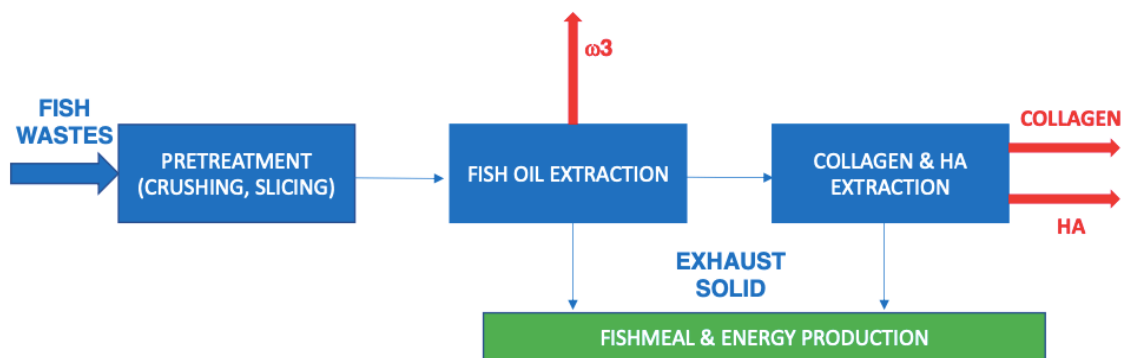 ω3
FISH
WASTES
PRETREATMENT
(CRUSHING, SLICING)
FISH OIL EXTRACTION
COLLAGEN & HA
EXTRACTION
COLLAGEN
HA
EXHAUST
SOLID
FISHMEAL & ENERGY PRODUCTION